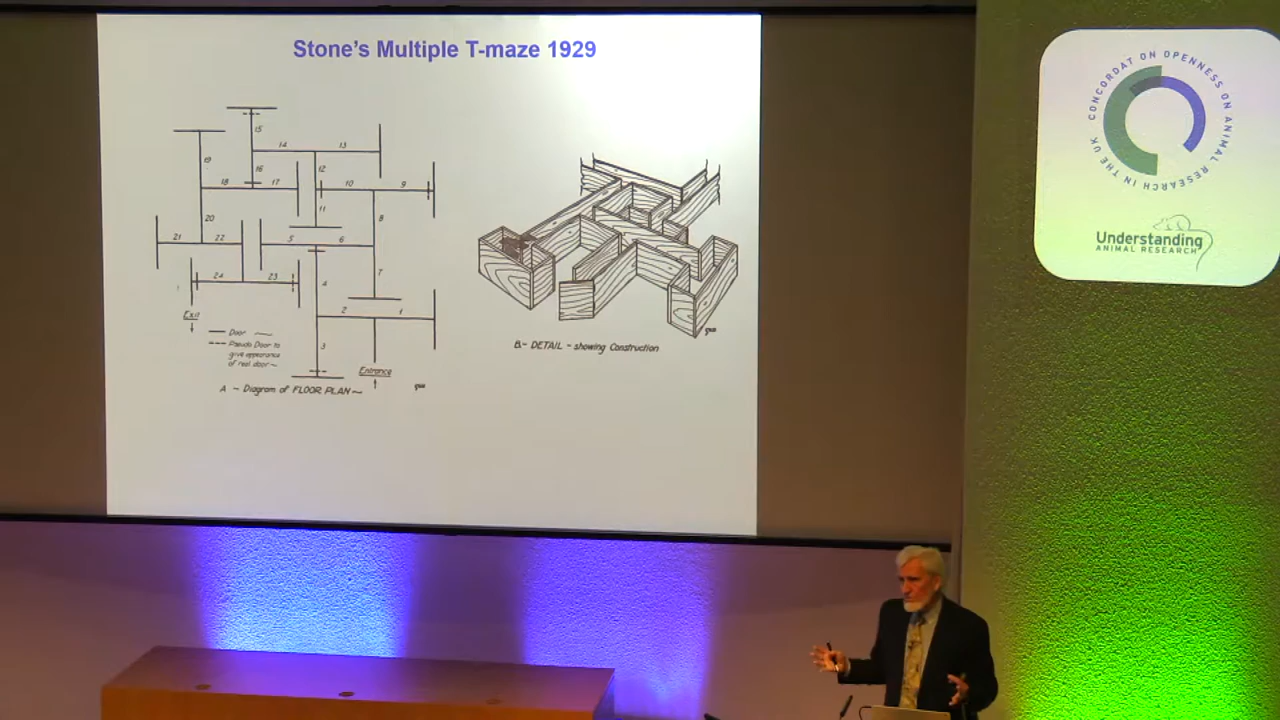 Stone's Multiple T-maze 1929
15
14
13
19
16
12
18
17
10
9
11
20
8
21
22
5
6
24
23
4
7
2
1
3
Exit
Door
Pseudo Door to
give appearance
of real door
Entrance
A - Diagram of FLOOR PLAN
B - DETAIL - showing Construction
CONCORDAT ON OPENNESS ON ANIMAL RESEARCH IN THE UK
Understanding
ANIMAL RESEARCH